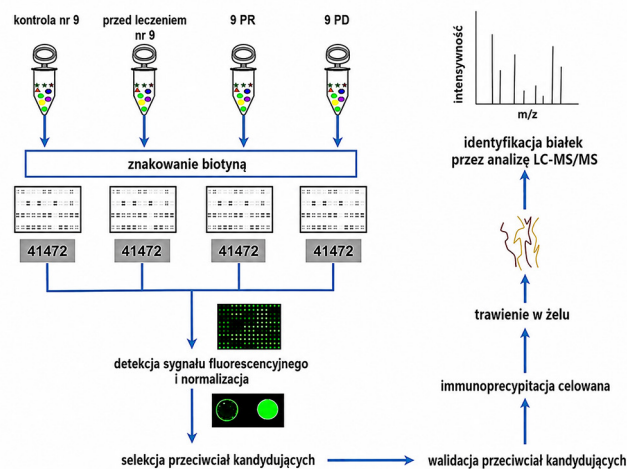 kontrola nr 9
przed leczeniem
nr 9
9 PR
9 PD
znakowanie biotyną
41472
41472
41472
41472
detekcja sygnału fluorescencyjnego
i normalizacja
selekcja przeciwciał kandydujących
walidacja przeciwciał kandydujących
immunoprecypitacja celowana
trawienie w żelu
identyfikacja białek
przez analizę LC-MS/MS
intensywność
m/z